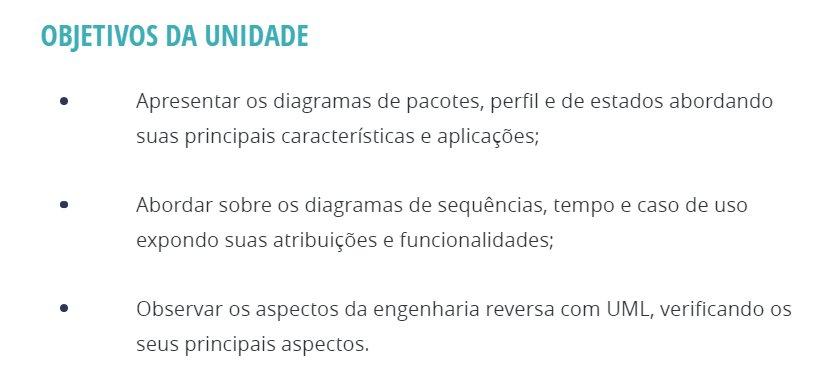 OBJETIVOS DA UNIDADE
• Apresentar os diagramas de pacotes, perfil e de estados abordando
suas principais características e aplicações;
• Abordar sobre os diagramas de sequências, tempo e caso de uso
expondo suas atribuições e funcionalidades;
• Observar os aspectos da engenharia reversa com UML, verificando os
seus principais aspectos.